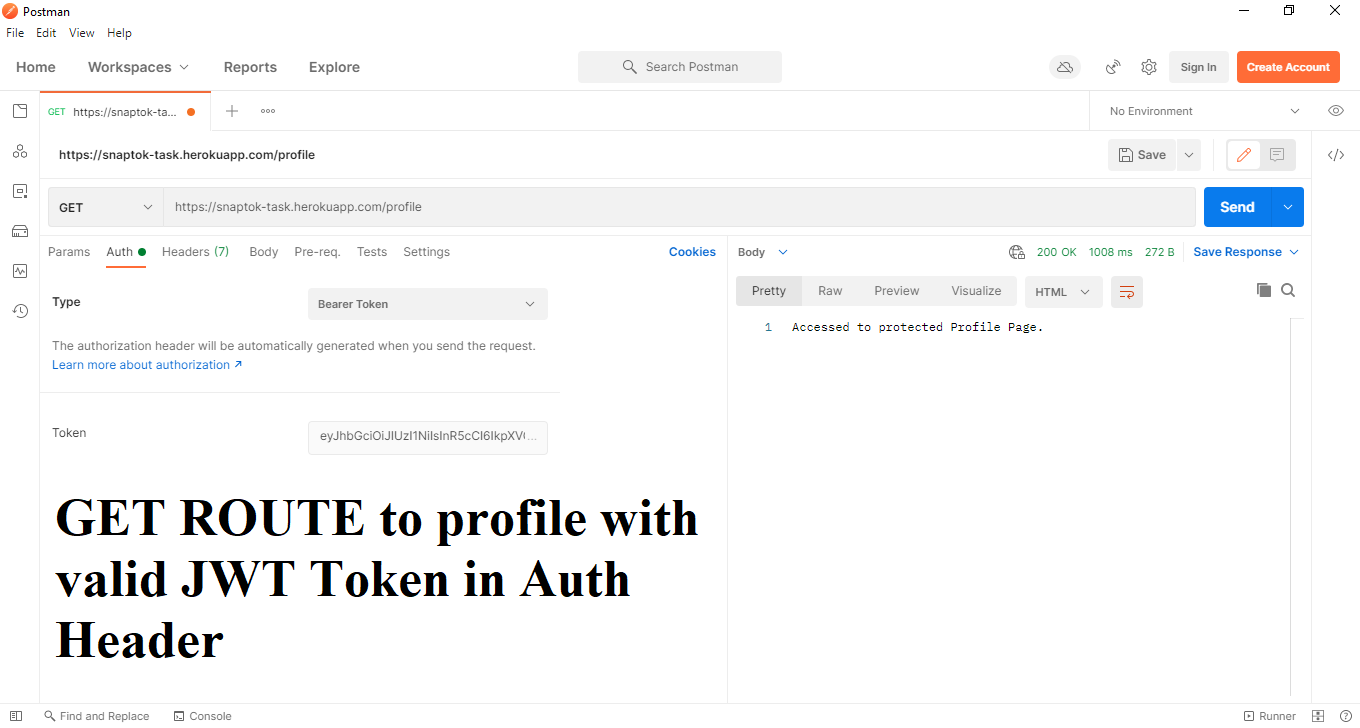 Postman
File Edit View Help
Home Workspaces Reports Explore Search Postman Sign In Create Account
GET https://snaptok-ta... No Environment
https://snaptok-task.herokuapp.com/profile Save
GET https://snaptok-task.herokuapp.com/profile Send
Params Auth Headers (7) Body Pre-req. Tests Settings Cookies
Body 200 OK 1008 ms 272 B Save Response
Type Bearer Token
Pretty Raw Preview Visualize HTML
1 Accessed to protected Profile Page.
The authorization header will be automatically generated when you send the request.
Learn more about authorization ↗
Token eyJhbGciOiJIUzI1NiIsInR5cCI6IkpXV...
GET ROUTE to profile with
valid JWT Token in Auth
Header
Find and Replace Console Runner